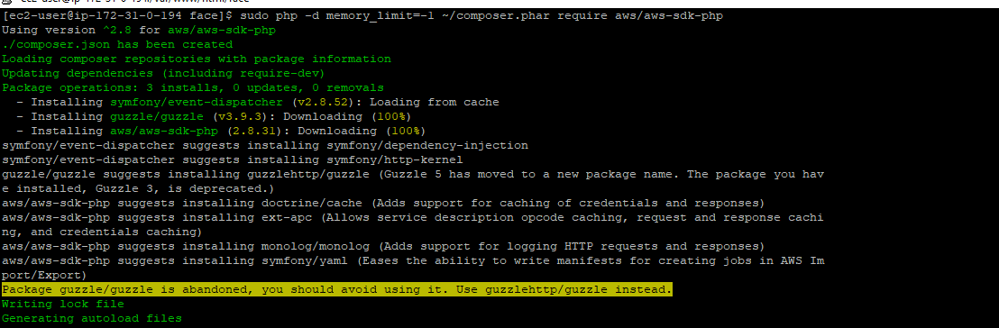 [ec2-user@ip-172-31-0-194 face]$ sudo php -d memory_limit=-1 ~/composer.phar require aws/aws-sdk-php
Using version ^2.8 for aws/aws-sdk-php
./composer.json has been created
Loading composer repositories with package information
Updating dependencies (including require-dev)
Package operations: 3 installs, 0 updates, 0 removals
  - Installing symfony/event-dispatcher (v2.8.52): Loading from cache
  - Installing guzzle/guzzle (v3.9.3): Downloading (100%)
  - Installing aws/aws-sdk-php (2.8.31): Downloading (100%)
symfony/event-dispatcher suggests installing symfony/dependency-injection
symfony/event-dispatcher suggests installing symfony/http-kernel
guzzle/guzzle suggests installing guzzlehttp/guzzle (Guzzle 5 has moved to a new package name. The package you hav
e installed, Guzzle 3, is deprecated.)
aws/aws-sdk-php suggests installing doctrine/cache (Adds support for caching of credentials and responses)
aws/aws-sdk-php suggests installing ext-apc (Allows service description opcode caching, request and response cachi
ng, and credentials caching)
aws/aws-sdk-php suggests installing monolog/monolog (Adds support for logging HTTP requests and responses)
aws/aws-sdk-php suggests installing symfony/yaml (Eases the ability to write manifests for creating jobs in AWS Im
port/Export)
Package guzzle/guzzle is abandoned, you should avoid using it. Use guzzlehttp/guzzle instead.
Writing lock file
Generating autoload files